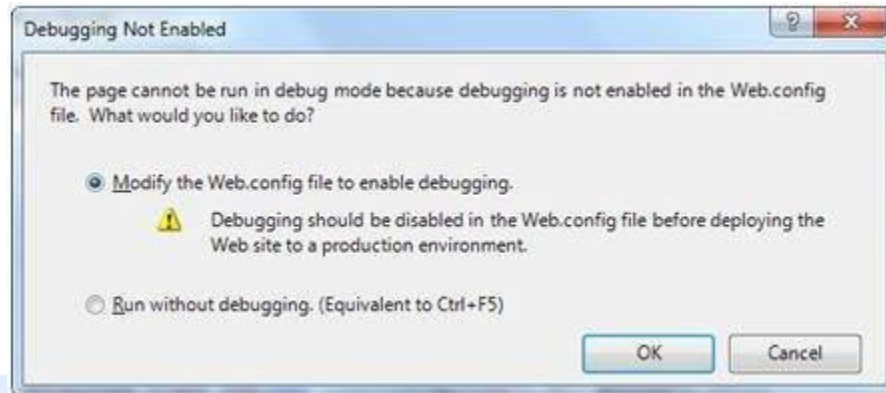 Debugging Not Enabled
The page cannot be run in debug mode because debugging is not enabled in the Web.config
file. What would you like to do?
Modify the Web.config file to enable debugging.
Debugging should be disabled in the Web.config file before deploying the
Web site to a production environment.
Run without debugging. (Equivalent to Ctrl+F5)
OK
Cancel